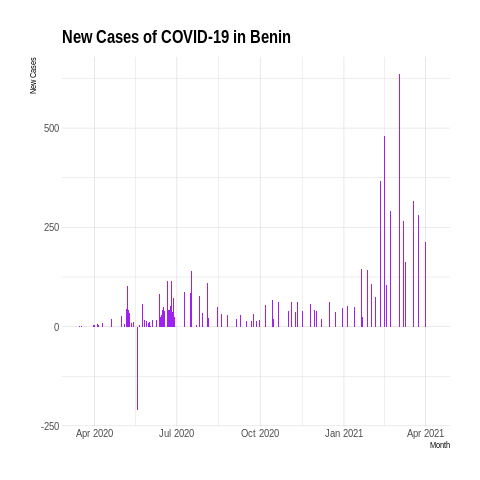 New Cases of COVID-19 in Benin
New Cases
500
250
0
-250
Apr 2020 Jul 2020 Oct 2020 Jan 2021 Apr 2021
Month